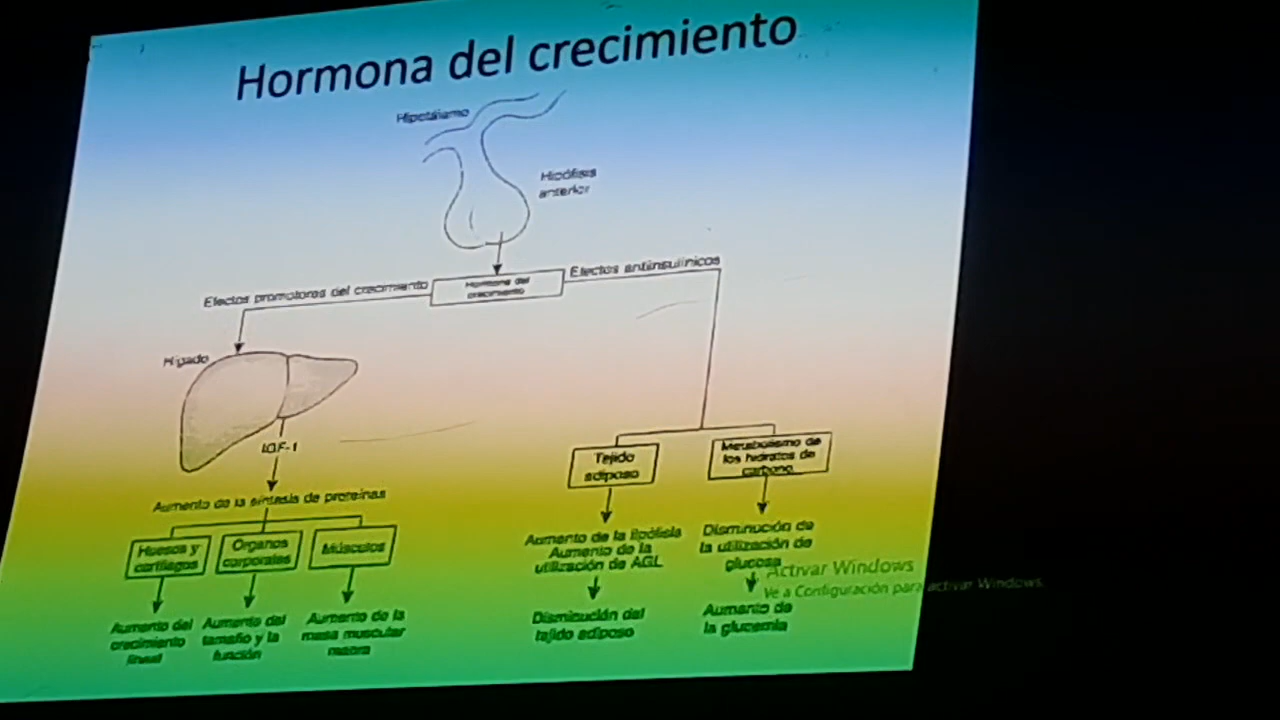 Hormona del crecimiento
Hipotálamo
Hipófisis
anterior
Efectos promotores del crecimiento
Hormona del
crecimiento
Efectos antiinsulínicos
Hígado
IGF-1
Aumento de la síntesis de proteínas
Huesos y
cartílagos
Órganos
corporales
Músculos
Aumento del
crecimiento
lineal
Aumento del
tamaño y la
función
Aumento de la
masa muscular
magra
Tejido
adiposo
Metabolismo de
los hidratos de
carbono
Aumento de la lipólisis
Aumento de la
utilización de AGL
Disminución del
tejido adiposo
Disminución de
la utilización de
glucosa
Aumento de
la glucemia
Activar Windows
Ve a Configuración para activar Windows.